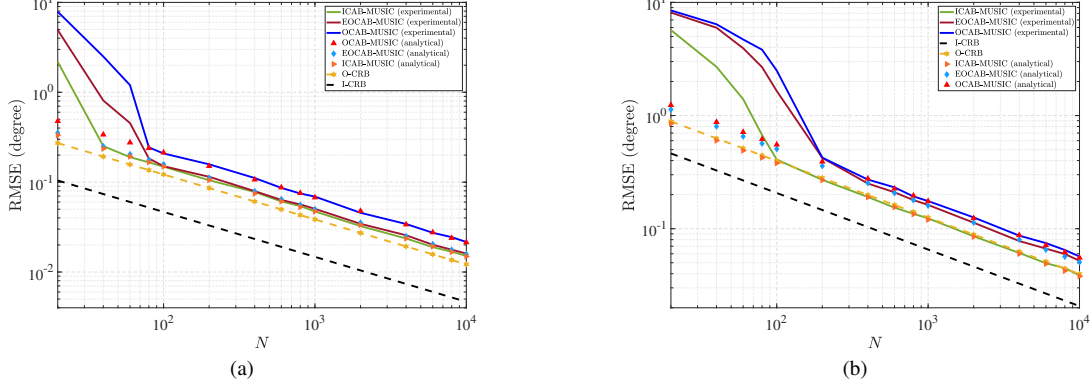 10^1
10^0
10^-1
10^-2
RMSE (degree)
ICAB-MUSIC (experimental)
EOCAB-MUSIC (experimental)
OCAB-MUSIC (experimental)
OCAB-MUSIC (analytical)
EOCAB-MUSIC (analytical)
ICAB-MUSIC (analytical)
O-CRB
I-CRB
10^2
10^3
10^4
N
(a)
10^1
10^0
10^-1
RMSE (degree)
ICAB-MUSIC (experimental)
EOCAB-MUSIC (experimental)
OCAB-MUSIC (experimental)
I-CRB
O-CRB
ICAB-MUSIC (analytical)
EOCAB-MUSIC (analytical)
OCAB-MUSIC (analytical)
10^2
10^3
10^4
N
(b)